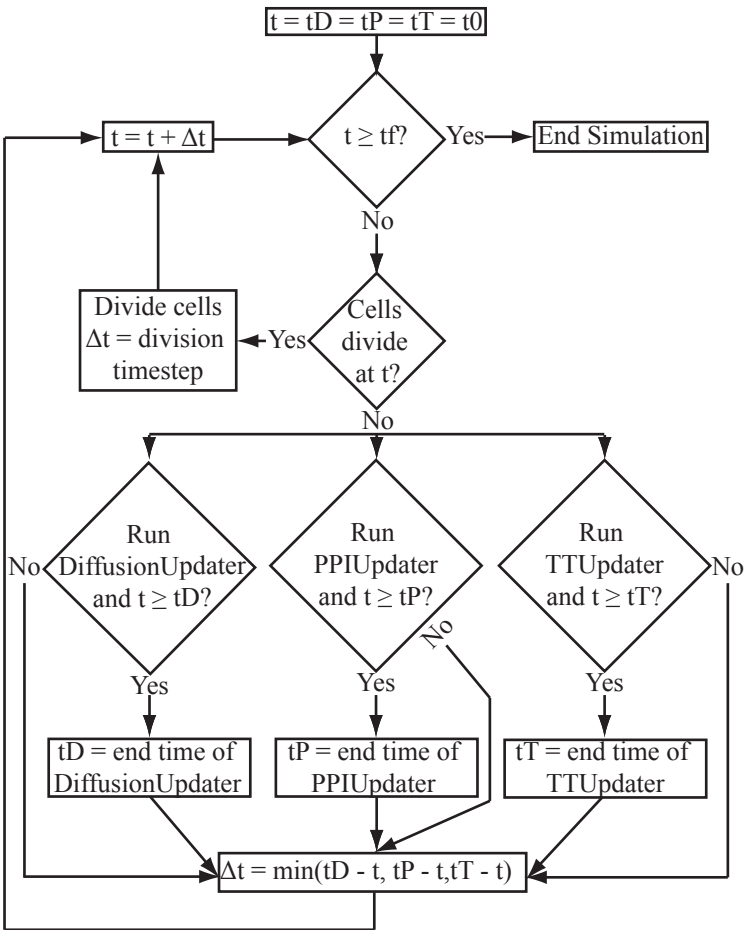 t = tD = tP = tT = t0
t = t + Δt
t ≥ tf?
Yes
End Simulation
No
Divide cells
Δt = division
timestep
Yes
Cells
divide
at t?
No
Run
DiffusionUpdater
and t ≥ tD?
No
Run
PPIUpdater
and t ≥ tP?
No
Run
TTUpdater
and t ≥ tT?
No
Yes
Yes
Yes
tD = end time of
DiffusionUpdater
tP = end time of
PPIUpdater
tT = end time of
TTUpdater
Δt = min(tD - t, tP - t,tT - t)